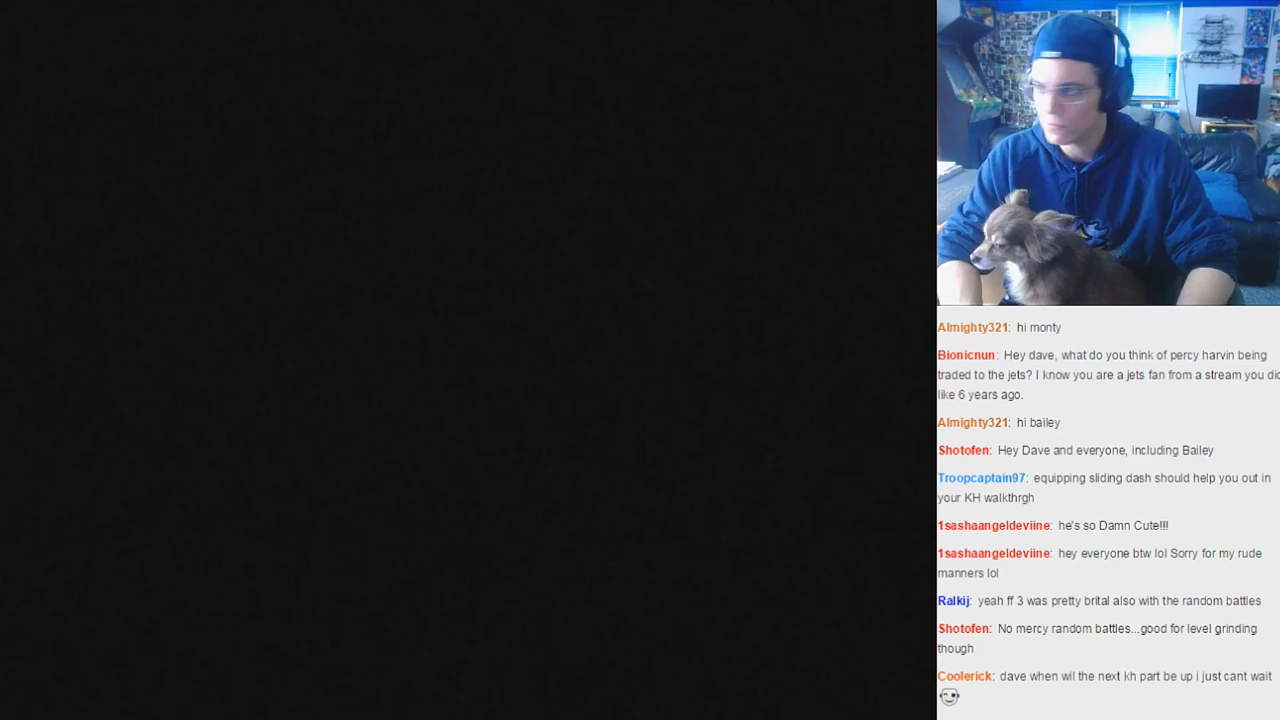 Almighty321: hi monty
Bionicnun: Hey dave, what do you think of percy harvin being
traded to the jets? I know you are a jets fan from a stream you did
like 6 years ago.
Almighty321: hi bailey
Shotofen: Hey Dave and everyone, including Bailey
Troopcaptain97: equipping sliding dash should help you out in
your KH walkthrgh
1sashaangeldeviine: he's so Damn Cute!!!
1sashaangeldeviine: hey everyone btw lol Sorry for my rude
manners lol
Ralkij: yeah ff 3 was pretty brital also with the random battles
Shotofen: No mercy random battles...good for level grinding
though
Coolerick: dave when wil the next kh part be up i just cant wait